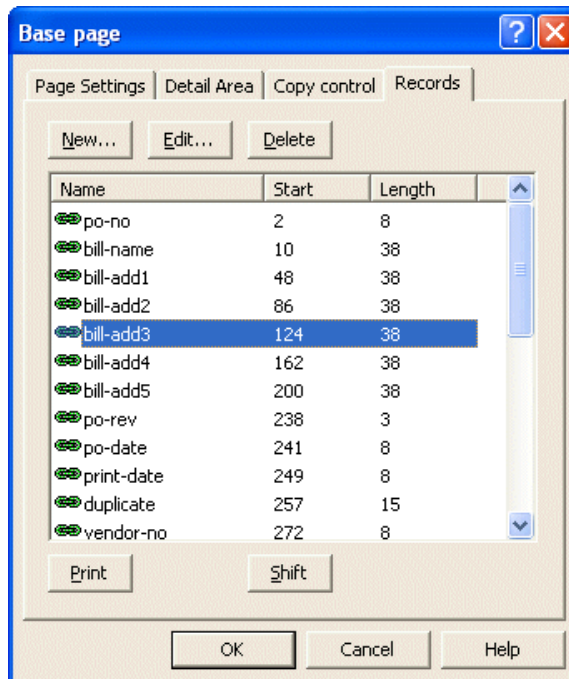 Base page
Page Settings Detail Area Copy control Records
New... Edit... Delete
Name Start Length
po-no 2 8
bill-name 10 38
bill-add1 48 38
bill-add2 86 38
bill-add3 124 38
bill-add4 162 38
bill-add5 200 38
po-rev 238 3
po-date 241 8
print-date 249 8
duplicate 257 15
vendor-no 272 8
Print Shift
OK Cancel Help